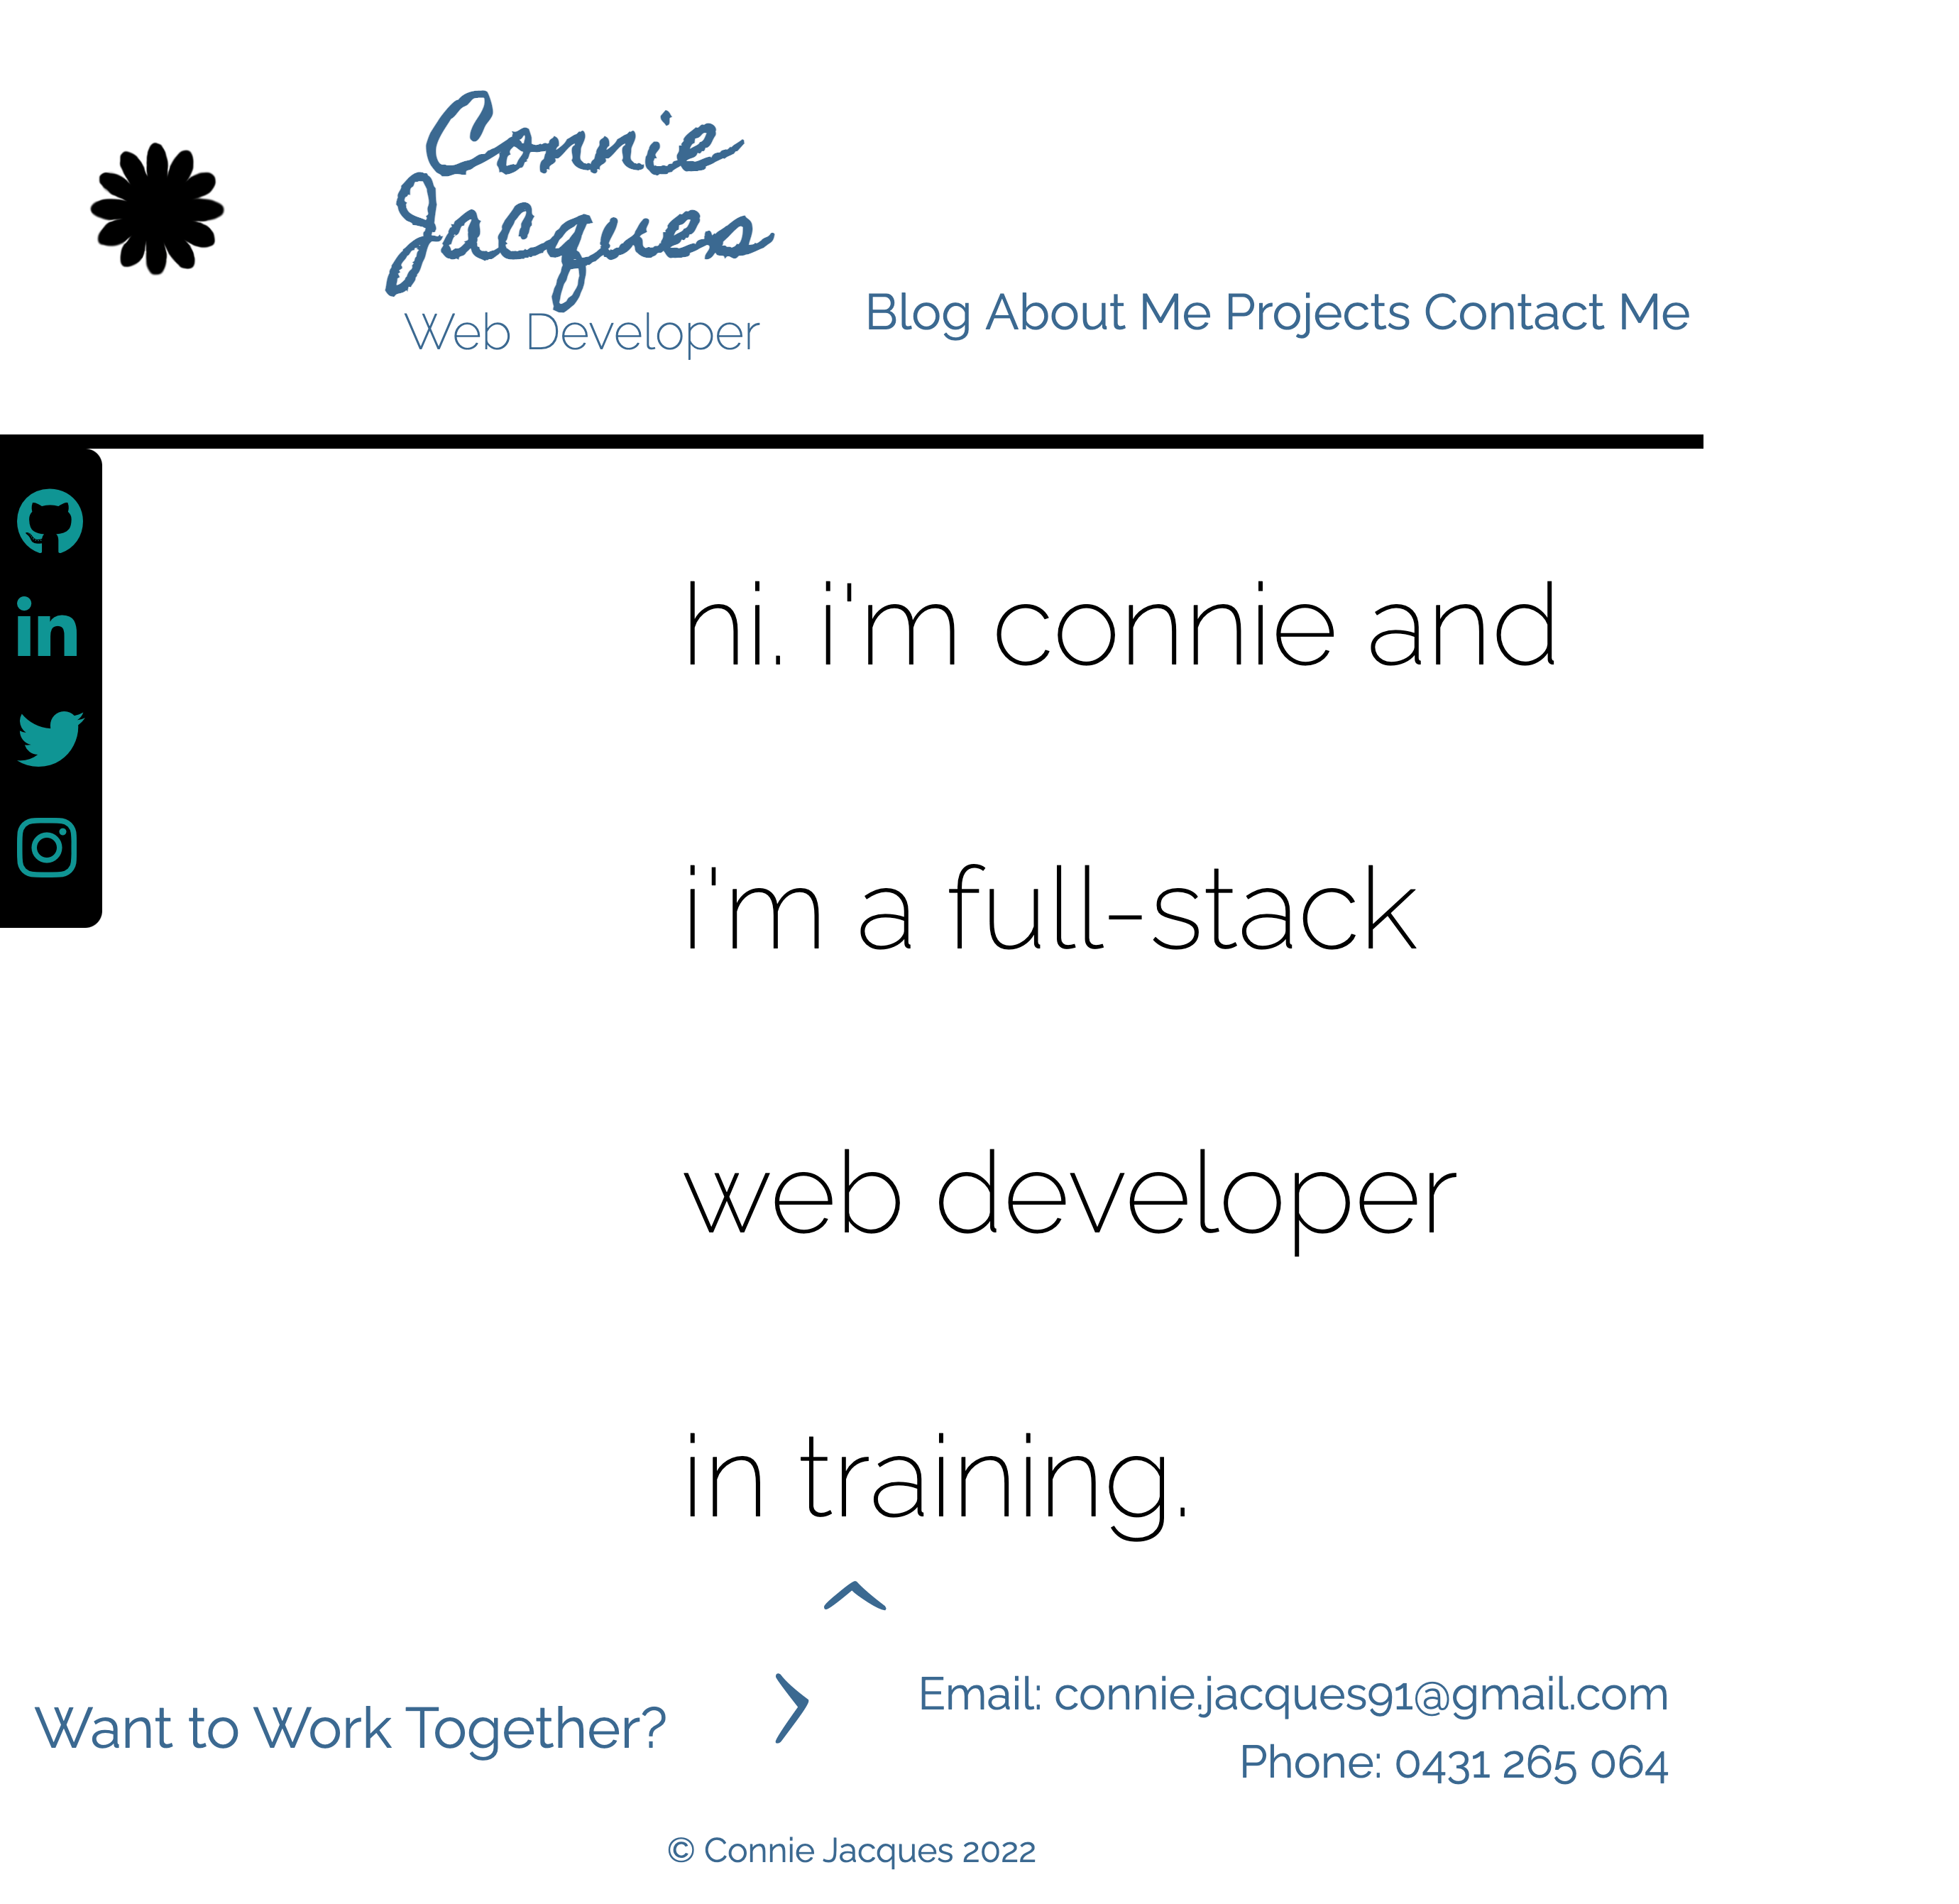 Connie
Jacques
Web Developer
Blog About Me Projects Contact Me
in
hi. i'm connie and
i'm a full-stack
web developer
in training.
Want to Work Together?
Email: connie.jacques91@gmail.com
Phone: 0431 265 064
© Connie Jacques 2022